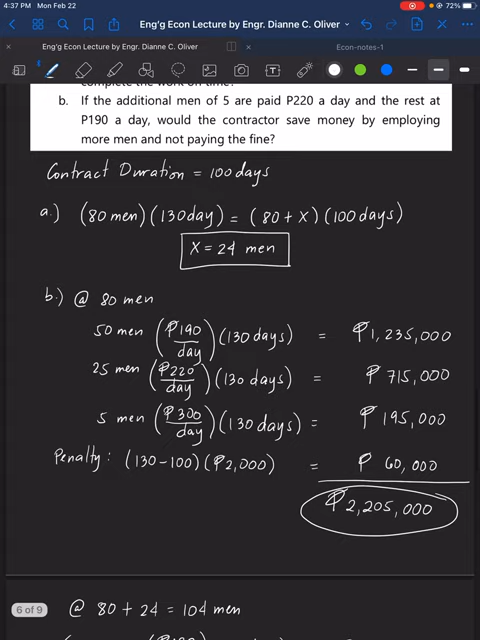 4:37 PM Mon Feb 22
72%
Eng'g Econ Lecture by Engr. Dianne C. Oliver
Eng'g Econ Lecture by Engr. Dianne C. Oliver
Econ-notes-1
complete the work on time?
b. If the additional men of 5 are paid P220 a day and the rest at
P190 a day, would the contractor save money by employing
more men and not paying the fine?
Contract Duration = 100 days
a.) (80 men)(130 day) = (80 + X)(100 days)
X = 24 men
b.) @ 80 men
50 men (₱190/day)(130 days) = ₱1,235,000
25 men (₱220/day)(130 days) = ₱715,000
5 men (₱300/day)(130 days) = ₱195,000
Penalty: (130-100)(₱2,000) = ₱60,000
₱2,205,000
6 of 9
@ 80 + 24 = 104 men